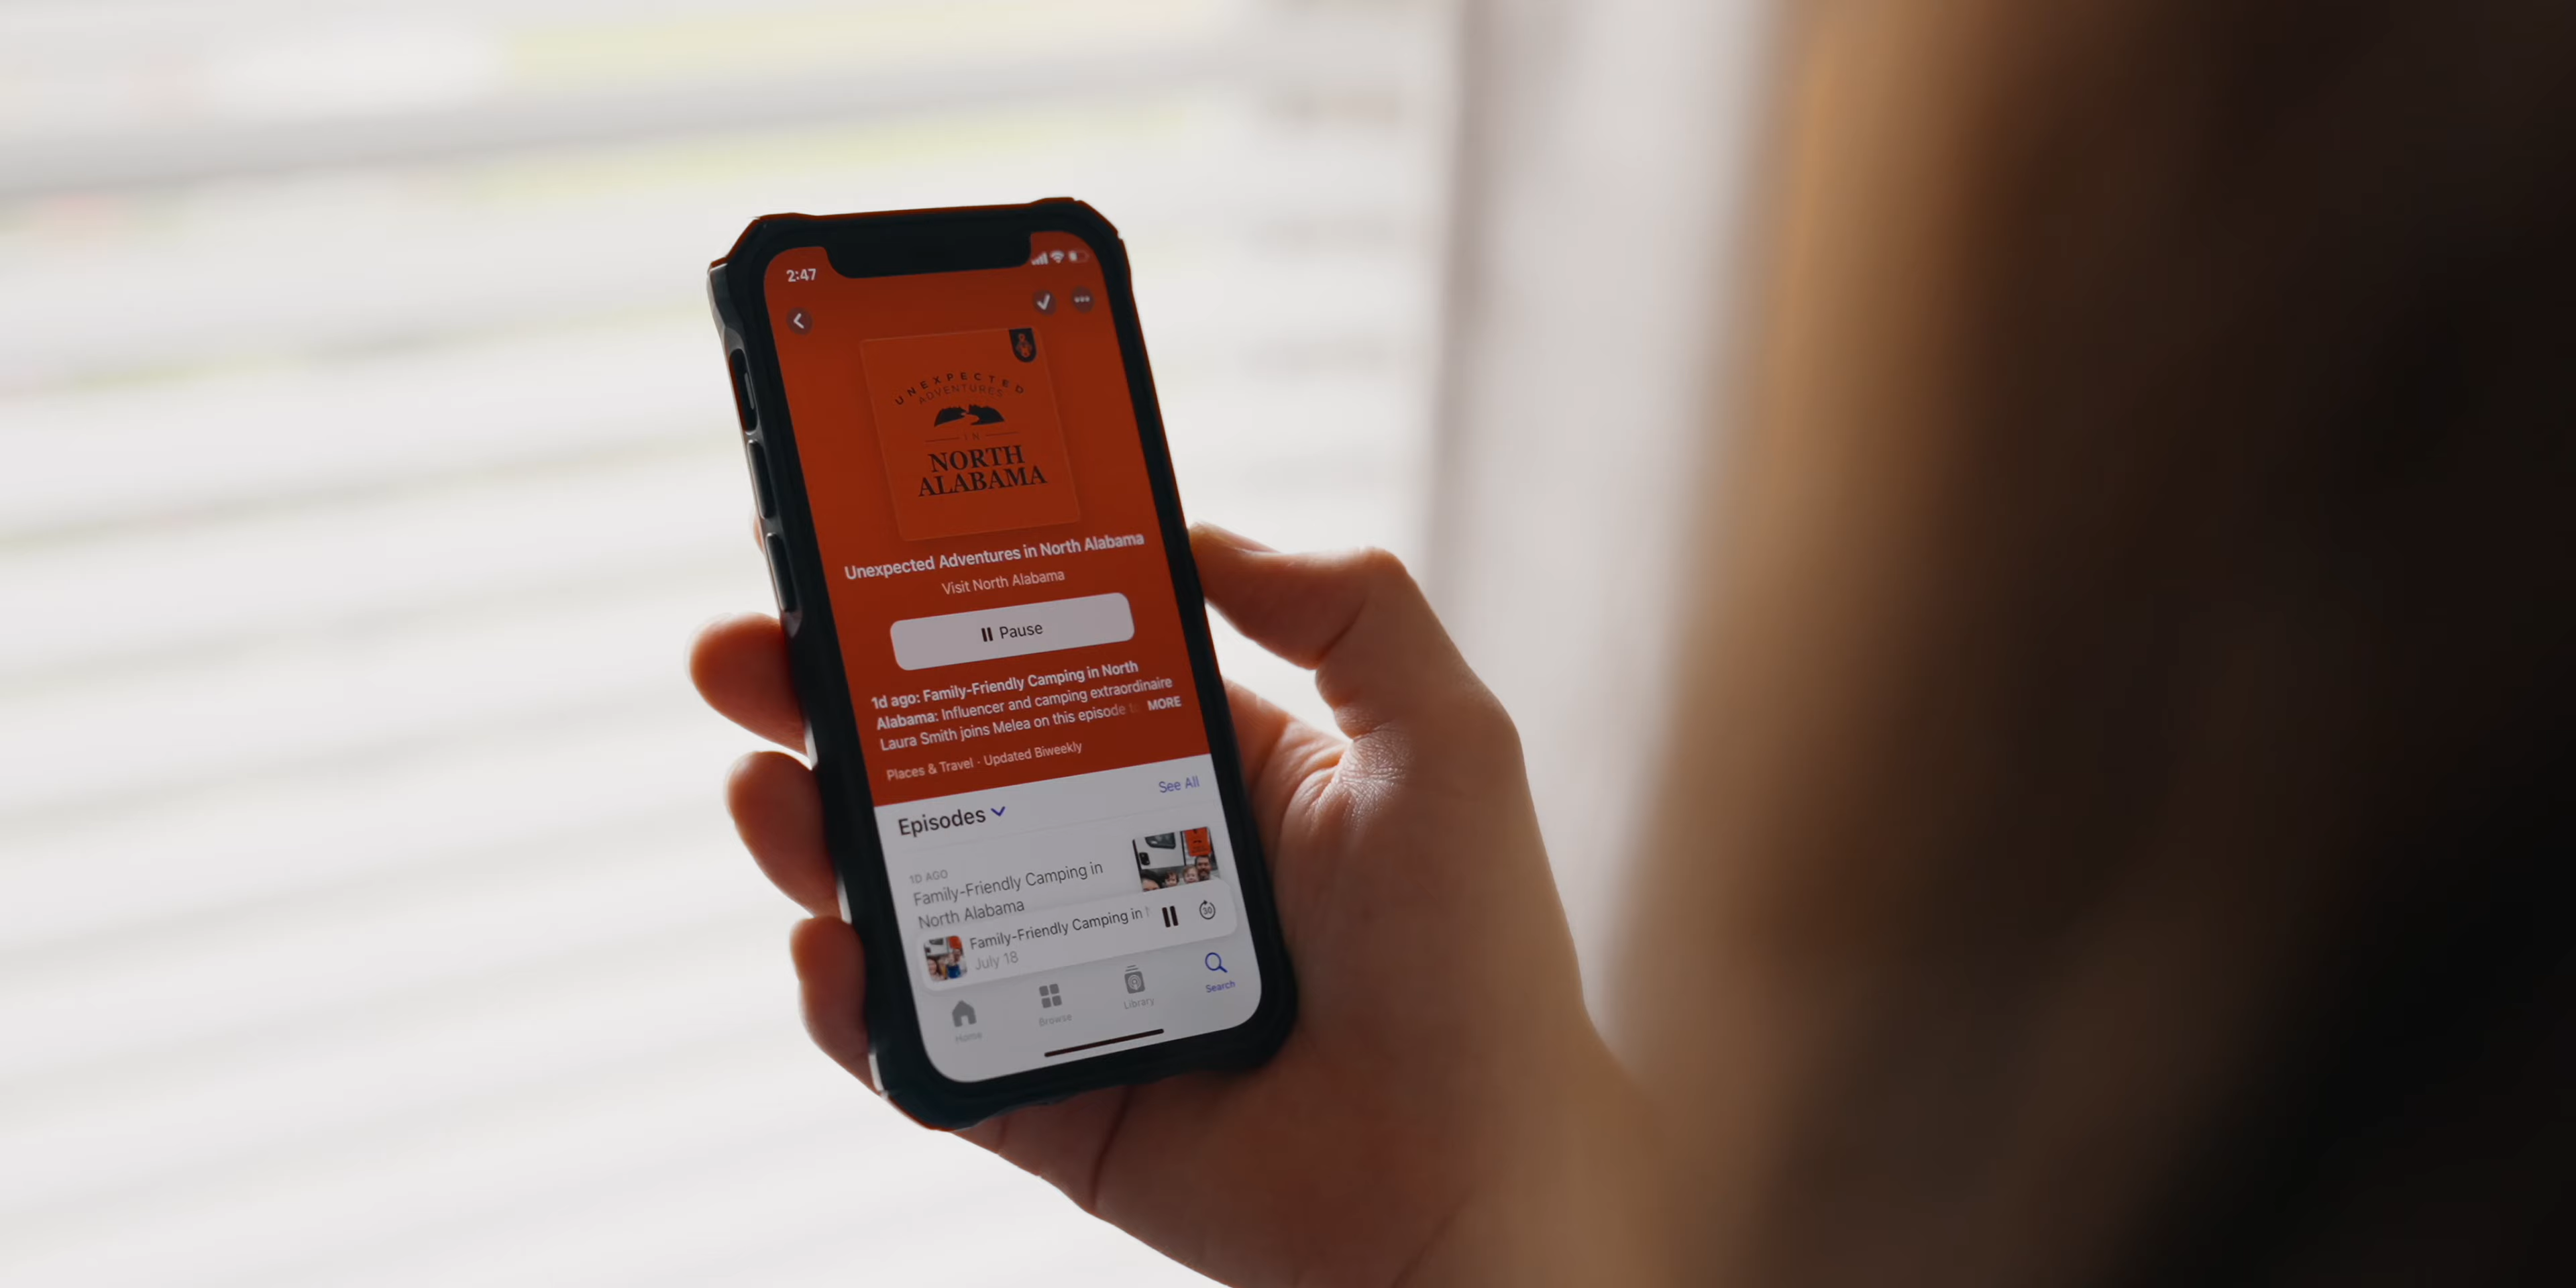 2:47
UNEXPECTED
ADVENTURES
IN
NORTH
ALABAMA
Unexpected Adventures in North Alabama
Visit North Alabama
Pause
1d ago: Family-Friendly Camping in North
Alabama: Influencer and camping extraordinaire
Laura Smith joins Melea on this episode
MORE
Places & Travel · Updated Biweekly
Episodes
See All
1D AGO
Family-Friendly Camping in
North Alabama
Family-Friendly Camping in
July 18
30
Home
Browse
Library
Search